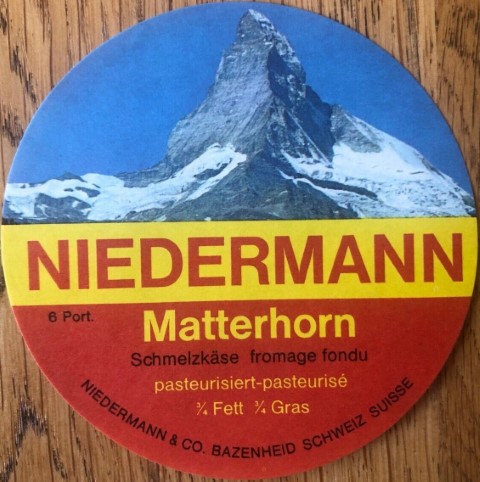 NIEDERMANN
6 Port.
Matterhorn
Schmelzkäse fromage fondu
pasteurisiert-pasteurisé
¾ Fett ¾ Gras
NIEDERMANN & CO. BAZENHEID SCHWEIZ SUISSE